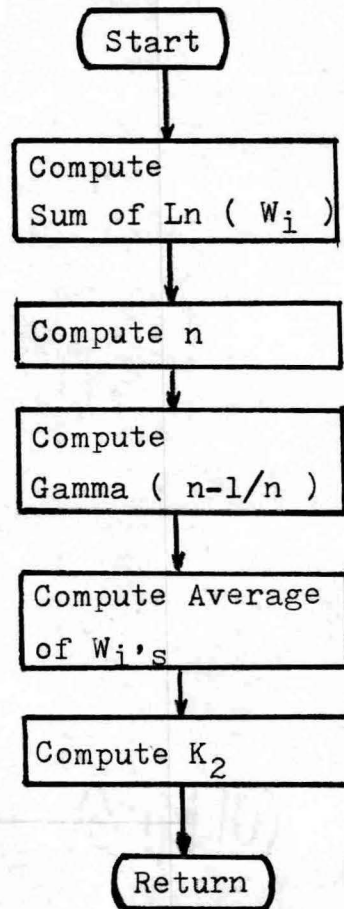 Start
Compute
Sum of Ln ( Wi )
Compute n
Compute
Gamma ( n-1/n )
Compute Average
of Wi's
Compute K2
Return